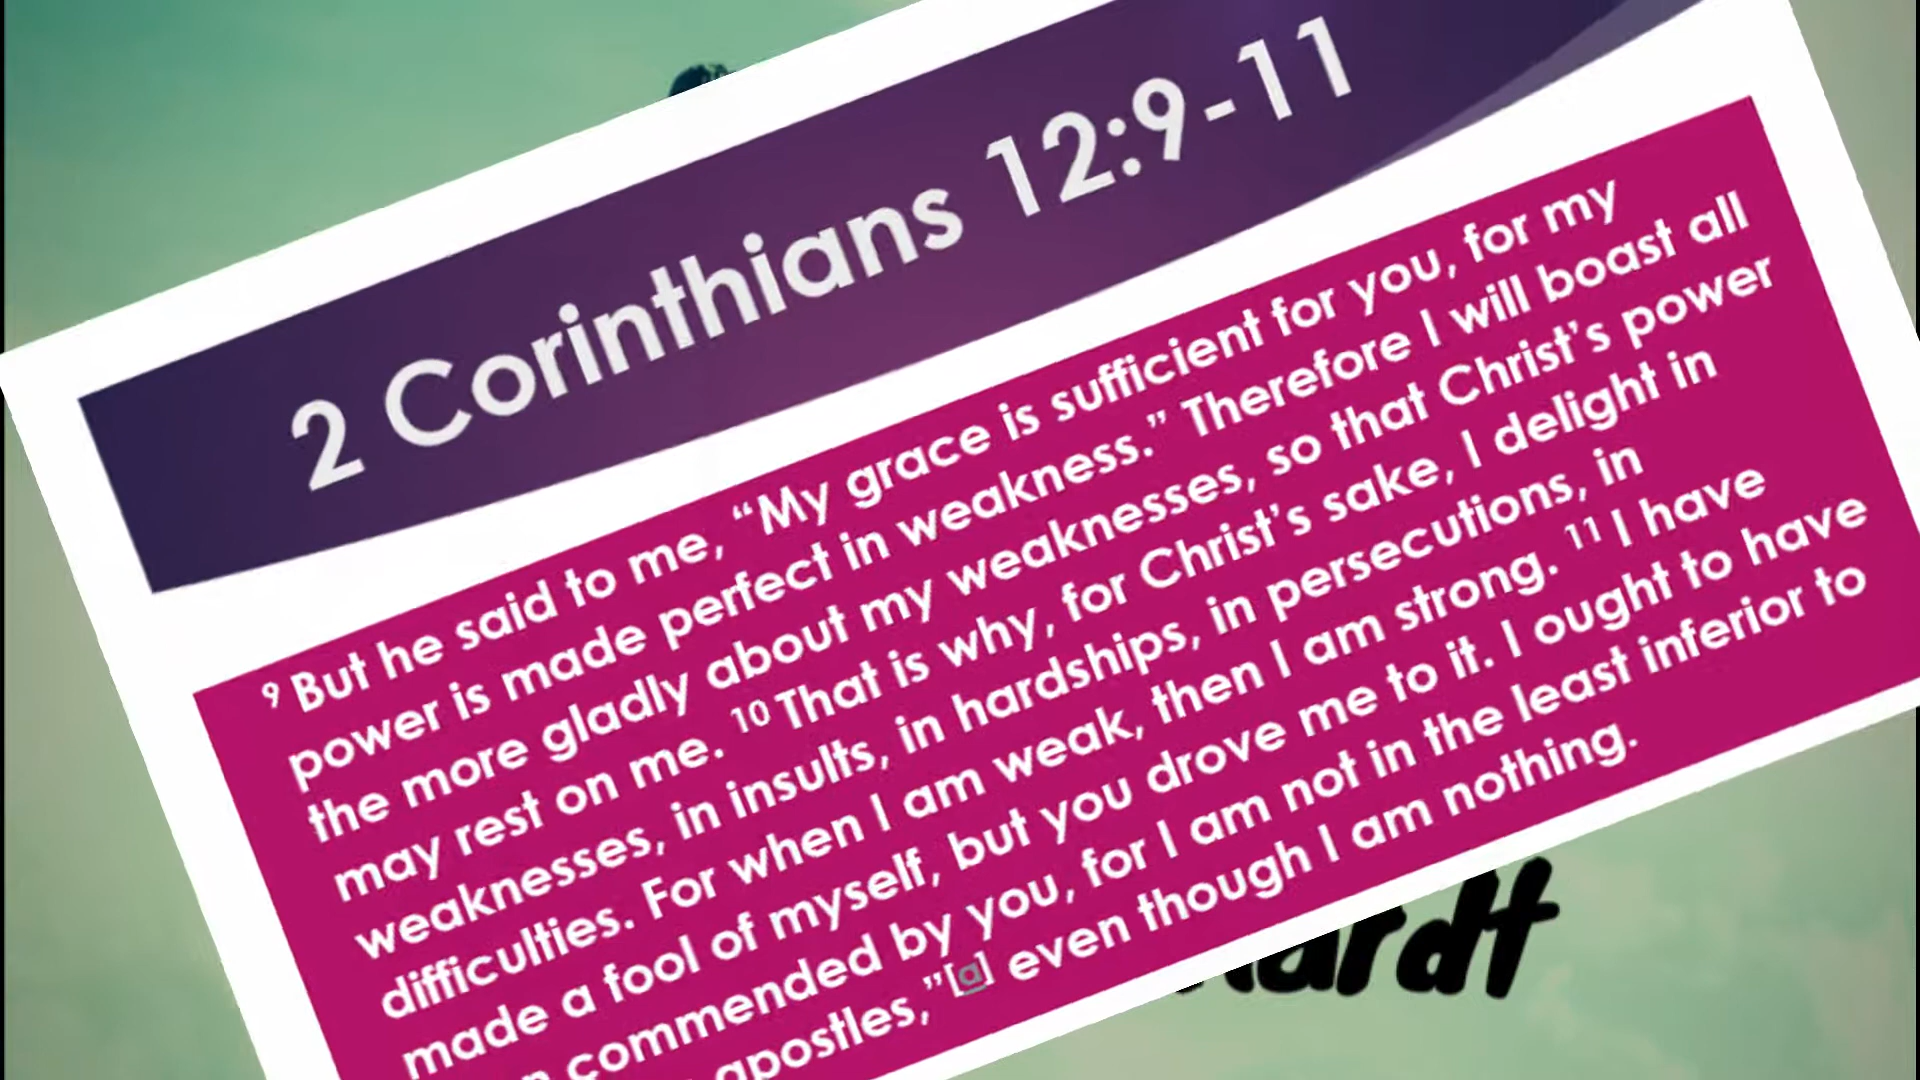 2 Corinthians 12:9-11
9 But he said to me, “My grace is sufficient for you, for my
power is made perfect in weakness.” Therefore I will boast all
the more gladly about my weaknesses, so that Christ’s power
may rest on me. 10 That is why, for Christ’s sake, I delight in
weaknesses, in insults, in hardships, in persecutions, in
difficulties. For when I am weak, then I am strong. 11 I have
made a fool of myself, but you drove me to it. I ought to have
commended by you, for I am not in the least inferior to
apostles,”[a] even though I am nothing.